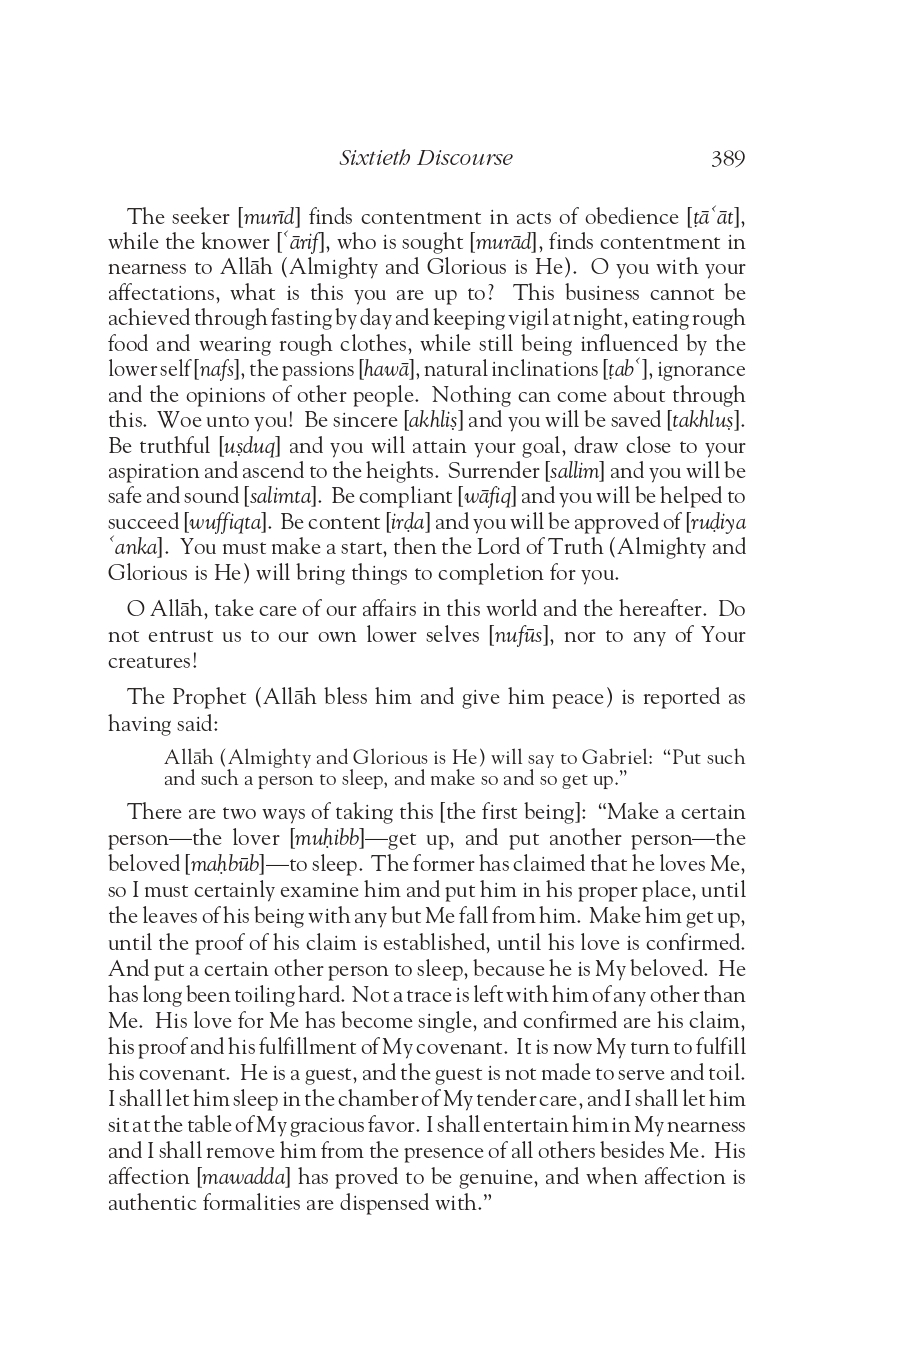 Sixtieth Discourse 389
The seeker [murīd] finds contentment in acts of obedience [ṭāʿāt],
while the knower [ʿārif], who is sought [murād], finds contentment in
nearness to Allāh (Almighty and Glorious is He). O you with your
affectations, what is this you are up to? This business cannot be
achieved through fasting by day and keeping vigil at night, eating rough
food and wearing rough clothes, while still being influenced by the
lower self [nafs], the passions [hawā], natural inclinations [ṭabʿ], ignorance
and the opinions of other people. Nothing can come about through
this. Woe unto you! Be sincere [akhliṣ] and you will be saved [takhluṣ].
Be truthful [uṣduq] and you will attain your goal, draw close to your
aspiration and ascend to the heights. Surrender [sallim] and you will be
safe and sound [salimta]. Be compliant [wāfiq] and you will be helped to
succeed [wuffiqta]. Be content [irḍa] and you will be approved of [ruḍiya
ʿanka]. You must make a start, then the Lord of Truth (Almighty and
Glorious is He) will bring things to completion for you.
O Allāh, take care of our affairs in this world and the hereafter. Do
not entrust us to our own lower selves [nufūs], nor to any of Your
creatures!
The Prophet (Allāh bless him and give him peace) is reported as
having said:
Allāh (Almighty and Glorious is He) will say to Gabriel: “Put such
and such a person to sleep, and make so and so get up.”
There are two ways of taking this [the first being]: “Make a certain
person—the lover [muḥibb]—get up, and put another person—the
beloved [maḥbūb]—to sleep. The former has claimed that he loves Me,
so I must certainly examine him and put him in his proper place, until
the leaves of his being with any but Me fall from him. Make him get up,
until the proof of his claim is established, until his love is confirmed.
And put a certain other person to sleep, because he is My beloved. He
has long been toiling hard. Not a trace is left with him of any other than
Me. His love for Me has become single, and confirmed are his claim,
his proof and his fulfillment of My covenant. It is now My turn to fulfill
his covenant. He is a guest, and the guest is not made to serve and toil.
I shall let him sleep in the chamber of My tender care, and I shall let him
sit at the table of My gracious favor. I shall entertain him in My nearness
and I shall remove him from the presence of all others besides Me. His
affection [mawadda] has proved to be genuine, and when affection is
authentic formalities are dispensed with.”